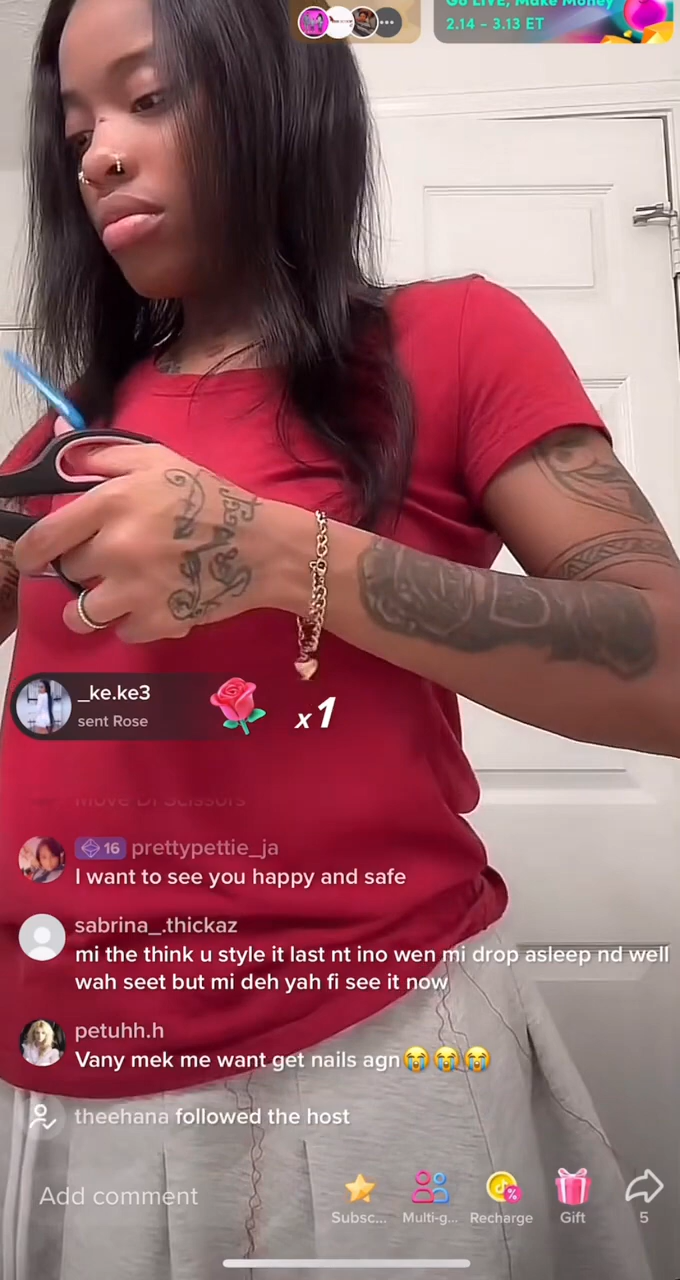 Go LIVE, Make Money
2.14 - 3.13 ET
_ke.ke3
sent Rose
x1
move Di Scissors
16 prettypettie_ja
I want to see you happy and safe
sabrina_.thickaz
mi the think u style it last nt ino wen mi drop asleep nd well
wah seet but mi deh yah fi see it now
petuhh.h
Vany mek me want get nails agn😭😭😭
theehana followed the host
Add comment
Subsc...
Multi-g...
Recharge
Gift
5